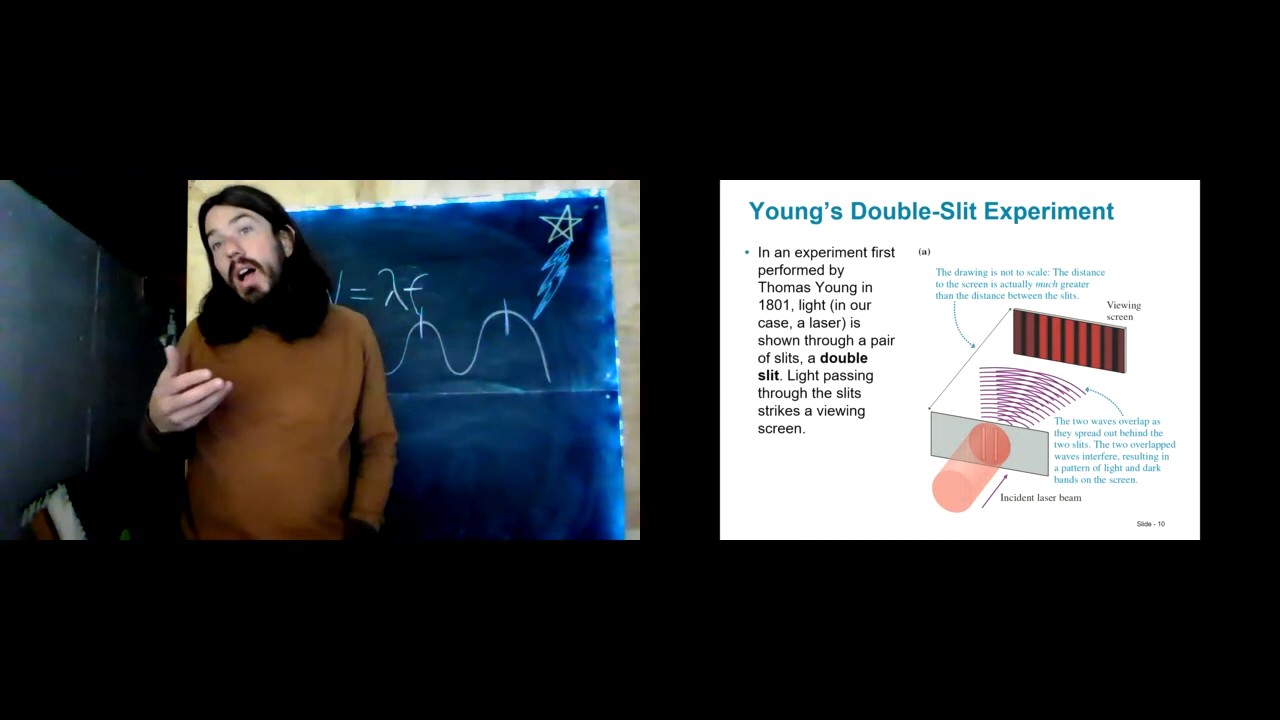 V = λf
Young's Double-Slit Experiment
• In an experiment first
performed by
Thomas Young in
1801, light (in our
case, a laser) is
shown through a pair
of slits, a double
slit. Light passing
through the slits
strikes a viewing
screen.
(a)
The drawing is not to scale: The distance
to the screen is actually much greater
than the distance between the slits.
Viewing
screen
The two waves overlap as
they spread out behind the
two slits. The two overlapped
waves interfere, resulting in
a pattern of light and dark
bands on the screen.
Incident laser beam
Slide - 10